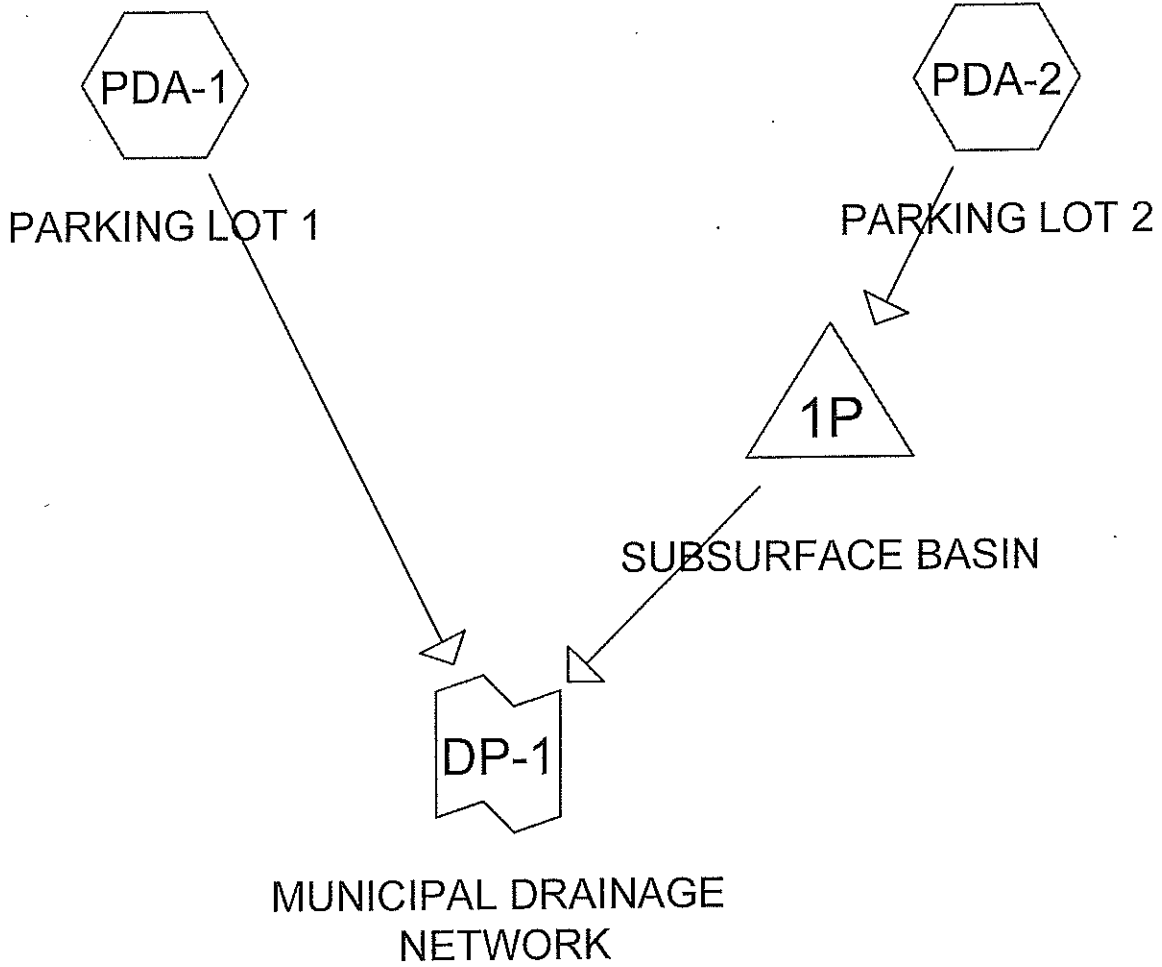 PDA-1
PDA-2
PARKING LOT 1
PARKING LOT 2
1P
SUBSURFACE BASIN
DP-1
MUNICIPAL DRAINAGE
NETWORK